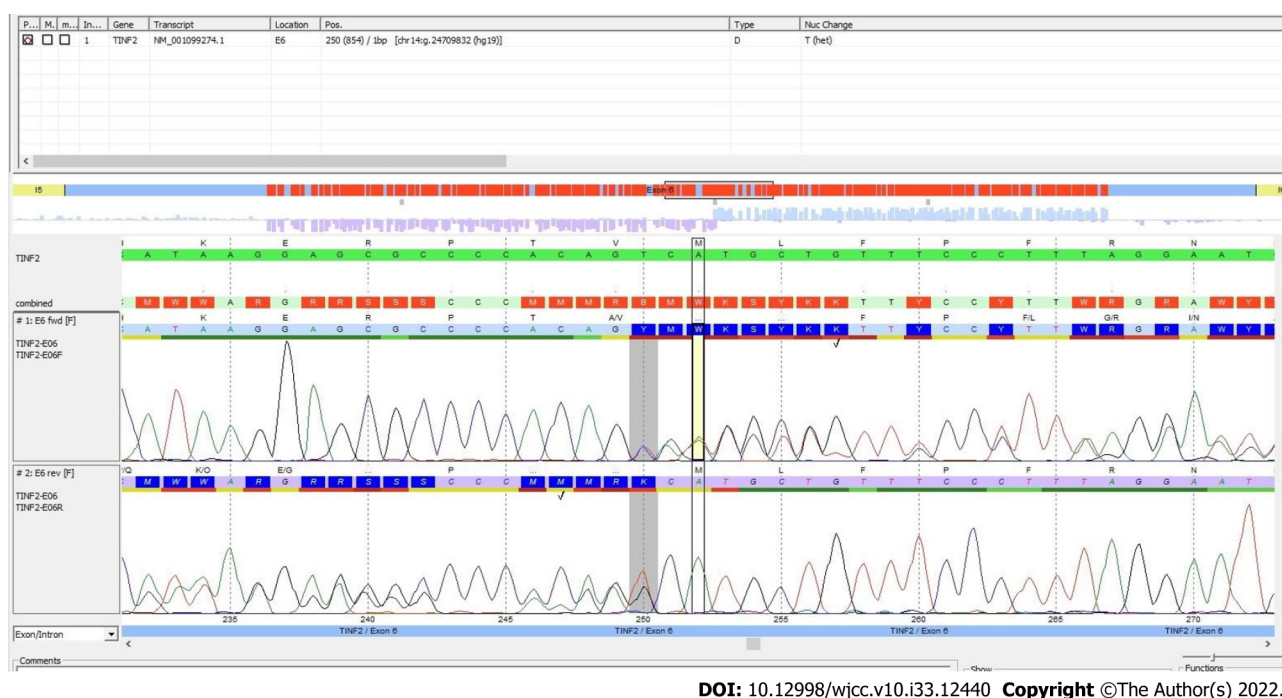 P... M. m... In... Gene Transcript Location Pos. Type Nuc Change
1 TINF2 NM_001099274.1 E6 250 (854) / 1bp [chr14:g.24709832 (hg19)] D T (het)
I5 Exon 6
K E R P T V M L F P F R N
TINF2 A T A A G G A G C G C C C C A C A G T C A T G C T G T T T C C C T T T A G G A A T
combined M W W A R G R R S S S C C C M M M R B M W K S Y K K T T Y C C Y T T W R G R A W Y
# 1: E6 fwd [F] K E R P T A/V ... ... F P F/L G/R I/N
A T A A G G A G C G C C C C A C A G Y M W K S Y K K T T Y C C Y T T W R G R A W Y
TINF2-E06
TINF2-E06F
# 2: E6 rev [F] /Q K/O E/G ... P ... ... M L F P F R N
M W W A R G R R S S S C C C M M M R K C A T G C T G T T T C C C T T T A G G A A T
TINF2-E06
TINF2-E06R
235 240 245 250 255 260 265 270
Exon/Intron TINF2 / Exon 6 TINF2 / Exon 6 TINF2 / Exon 6 TINF2 / Exon 6
Comments Show Functions
DOI: 10.12998/wjcc.v10.i33.12440 Copyright ©The Author(s) 2022.